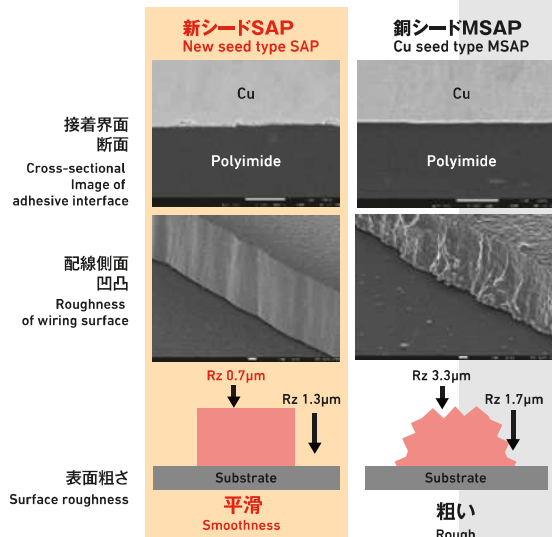 新シードSAP
New seed type SAP
銅シードMSAP
Cu seed type MSAP
接着界面
断面
Cross-sectional
Image of
adhesive interface
Cu
Polyimide
Cu
Polyimide
配線側面
凹凸
Roughness
of wiring surface
Rz 0.7μm
Rz 1.3μm
Rz 3.3μm
Rz 1.7μm
表面粗さ
Surface roughness
Substrate
Substrate
平滑
Smoothness
粗い
Rough